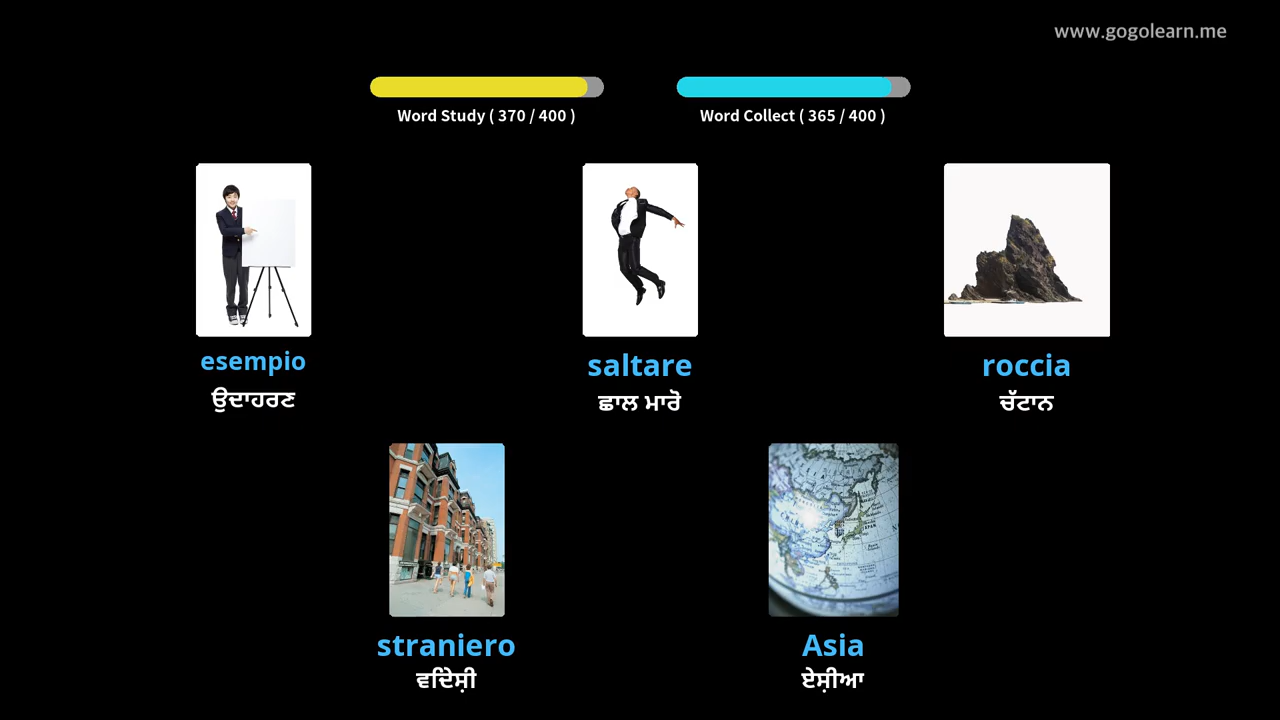 www.gogolearn.me
Word Study ( 370 / 400 )
Word Collect ( 365 / 400 )
esempio
ਉਦਾਹਰਣ
saltare
ਛਾਲ ਮਾਰੋ
roccia
ਚੱਟਾਨ
straniero
ਵਿਦੇਸ਼ੀ
Asia
ਏਸ਼ੀਆ